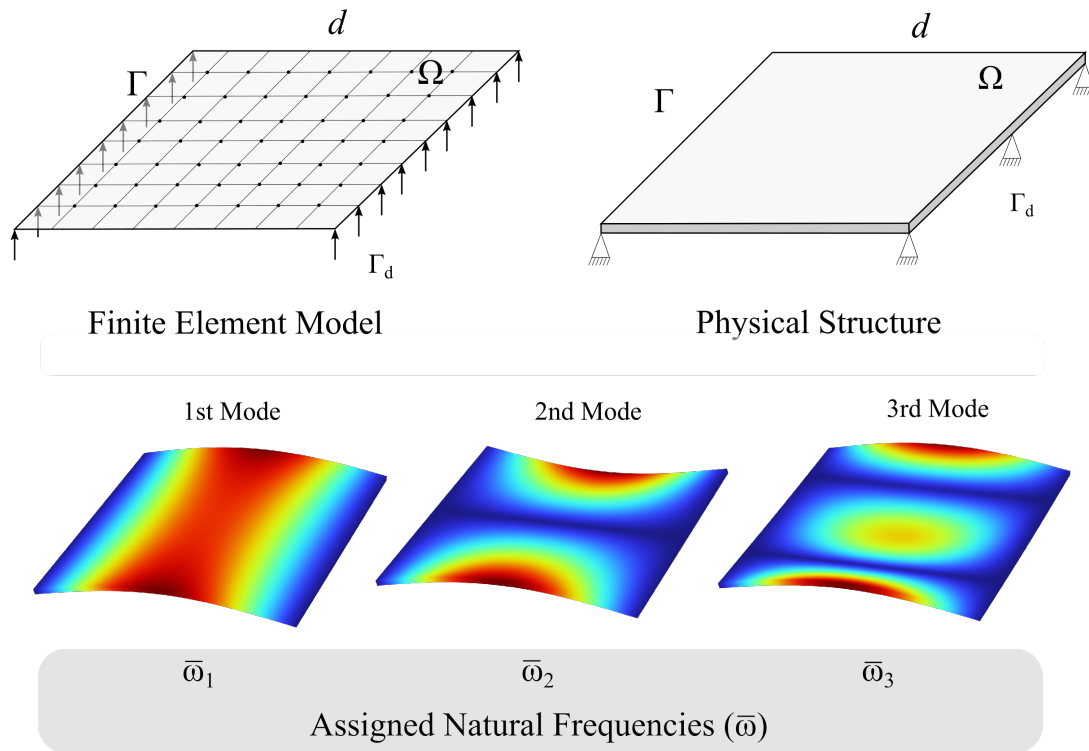 d
Γ
Ω
Γd
Finite Element Model
d
Γ
Ω
Γd
Physical Structure
1st Mode
2nd Mode
3rd Mode
ω̅1
ω̅2
ω̅3
Assigned Natural Frequencies (ω̅)